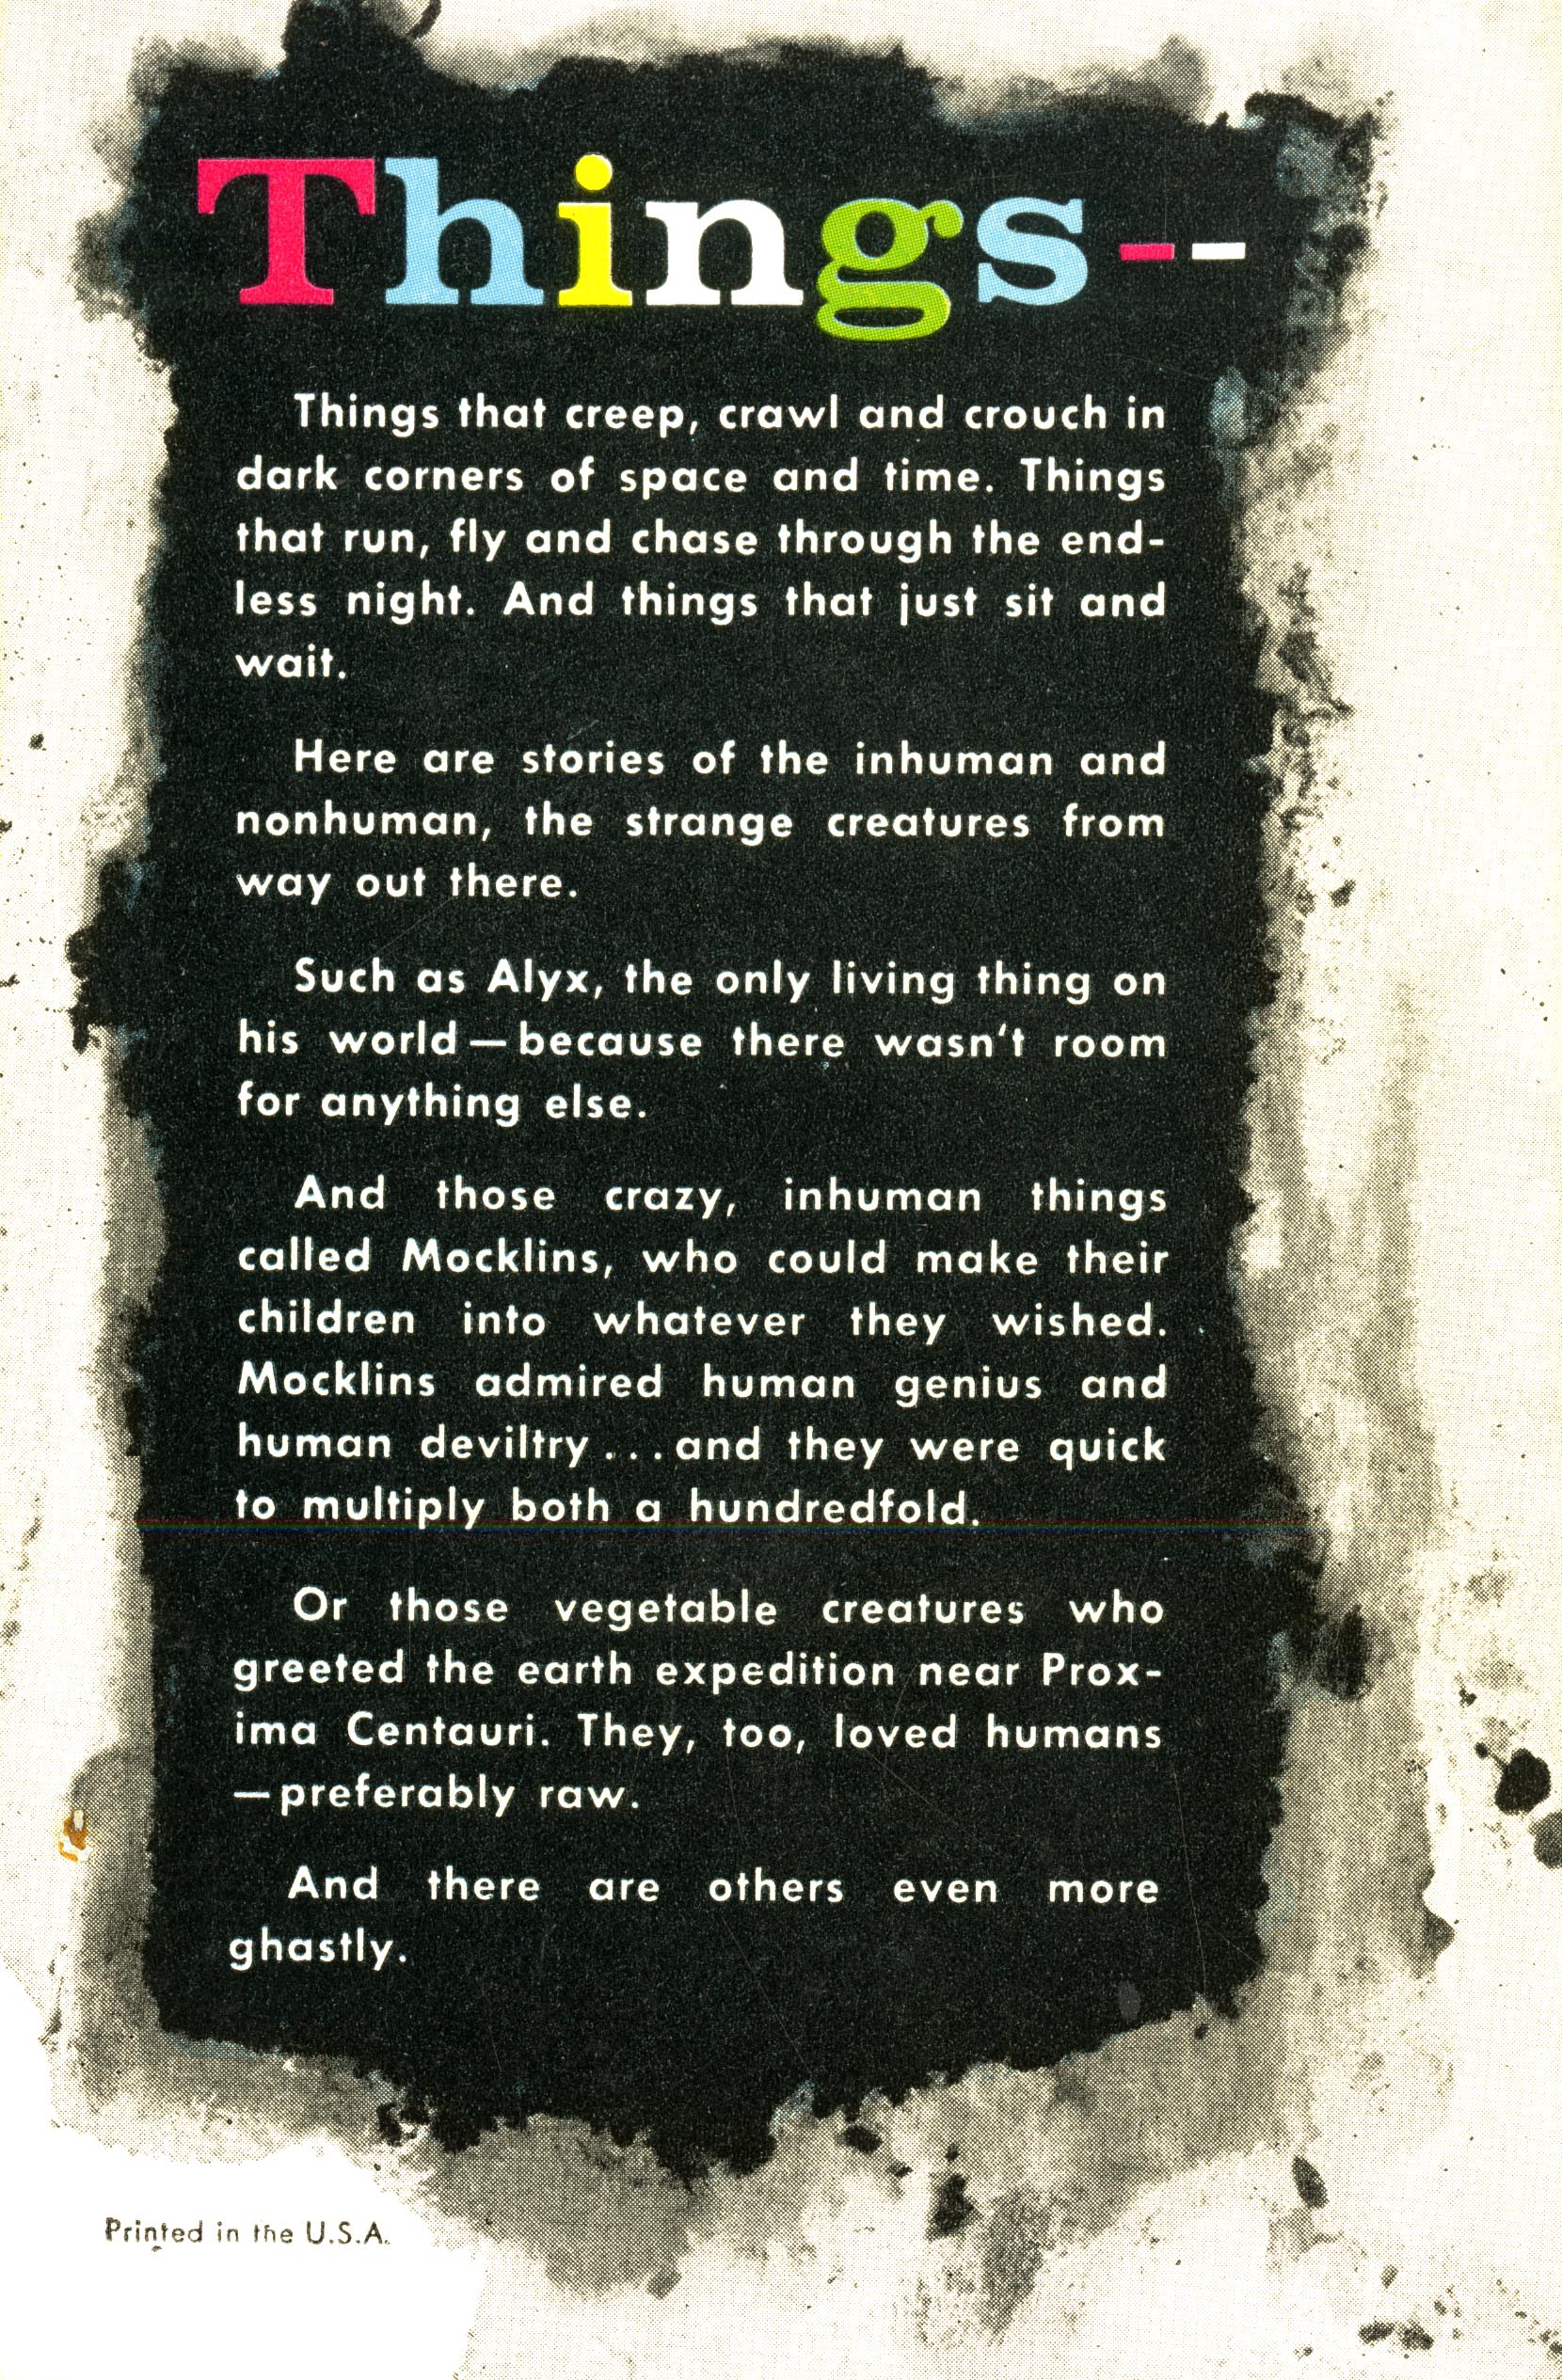 Things--
Things that creep, crawl and crouch in
dark corners of space and time. Things
that run, fly and chase through the end-
less night. And things that just sit and
wait.
Here are stories of the inhuman and
nonhuman, the strange creatures from
way out there.
Such as Alyx, the only living thing on
his world—because there wasn't room
for anything else.
And those crazy, inhuman things
called Mocklins, who could make their
children into whatever they wished.
Mocklins admired human genius and
human deviltry...and they were quick
to multiply both a hundredfold.
Or those vegetable creatures who
greeted the earth expedition near Prox-
ima Centauri. They, too, loved humans
—preferably raw.
And there are others even more
ghastly.
Printed in the U.S.A.